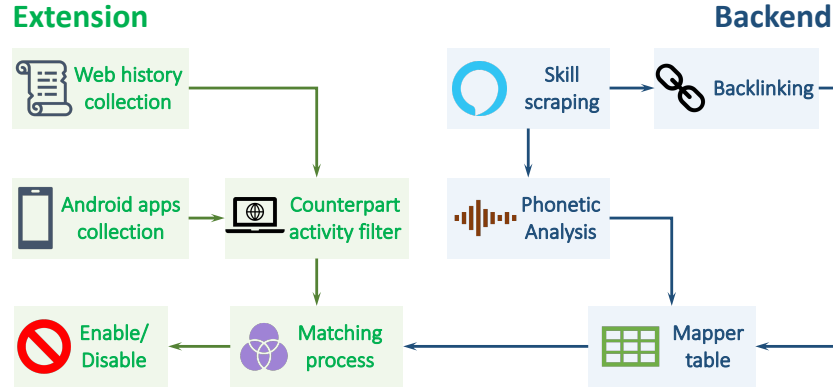 Extension
Backend
Web history
collection
Skill
scraping
Backlinking
Android apps
collection
Counterpart
activity filter
Phonetic
Analysis
Enable/
Disable
Matching
process
Mapper
table